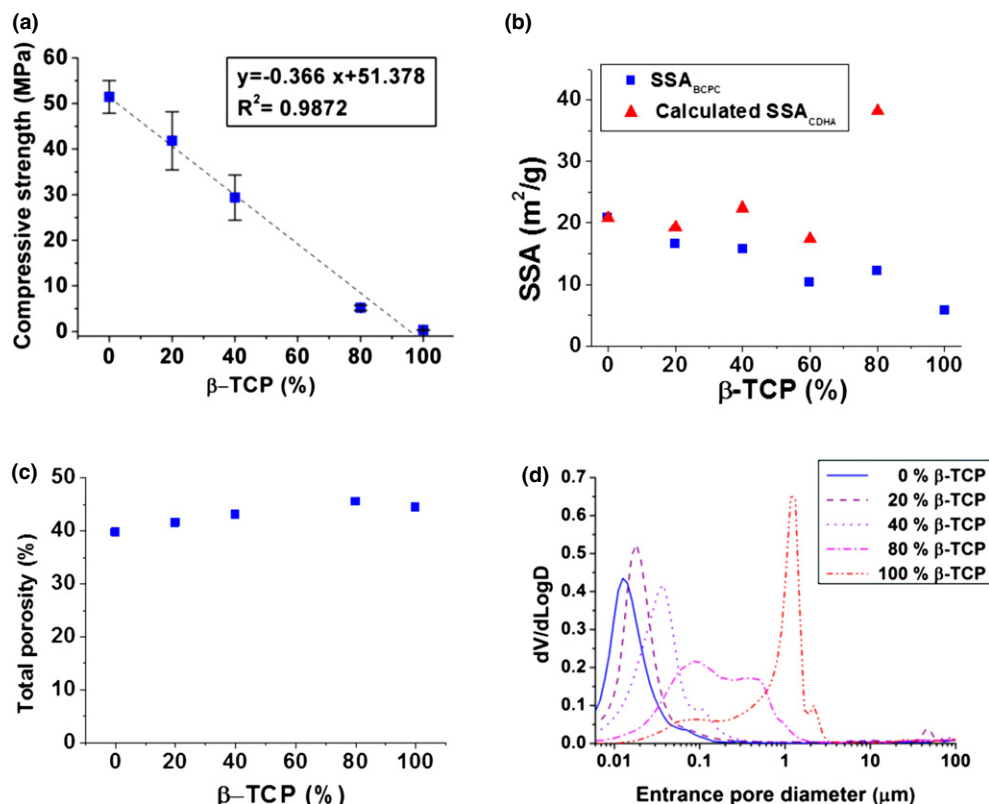 (a)
60
50
40
30
20
10
0
Compressive strength (MPa)
y=-0.366 x+51.378
R²= 0.9872
0 20 40 60 80 100
β–TCP (%)
(b)
SSA_BCPC
Calculated SSA_CDHA
40
30
20
10
0
SSA (m²/g)
0 20 40 60 80 100
β-TCP (%)
(c)
50
40
30
20
10
0
Total porosity (%)
0 20 40 60 80 100
β–TCP (%)
(d)
0 % β-TCP
20 % β-TCP
40 % β-TCP
80 % β-TCP
100 % β-TCP
0.7
0.6
0.5
0.4
0.3
0.2
0.1
0.0
dV/dLogD
0.01 0.1 1 10 100
Entrance pore diameter (μm)